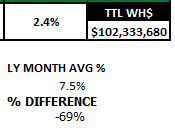 2.4% TTL WH$
$102,333,680
LY MONTH AVG %
7.5%
% DIFFERENCE
-69%